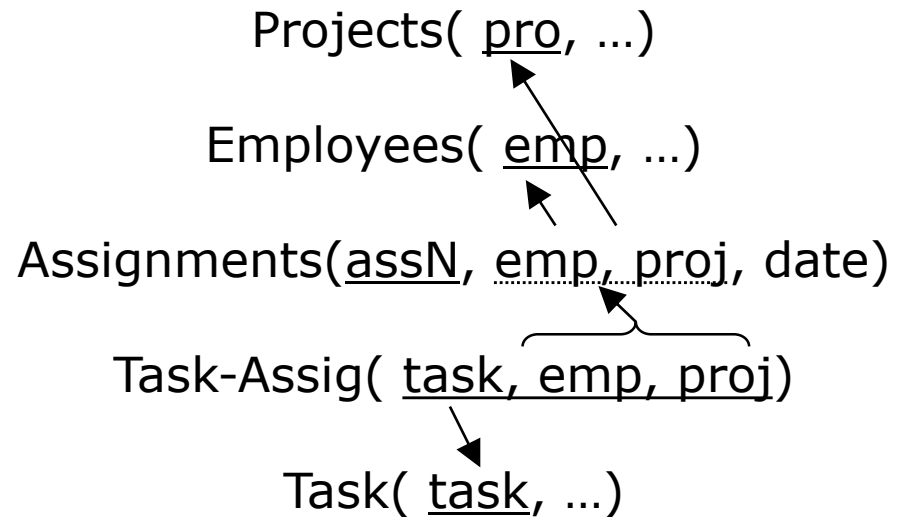 Projects( pro, …)
Employees( emp, …)
Assignments(assN, emp, proj, date)
Task-Assig( task, emp, proj)
Task( task, …)